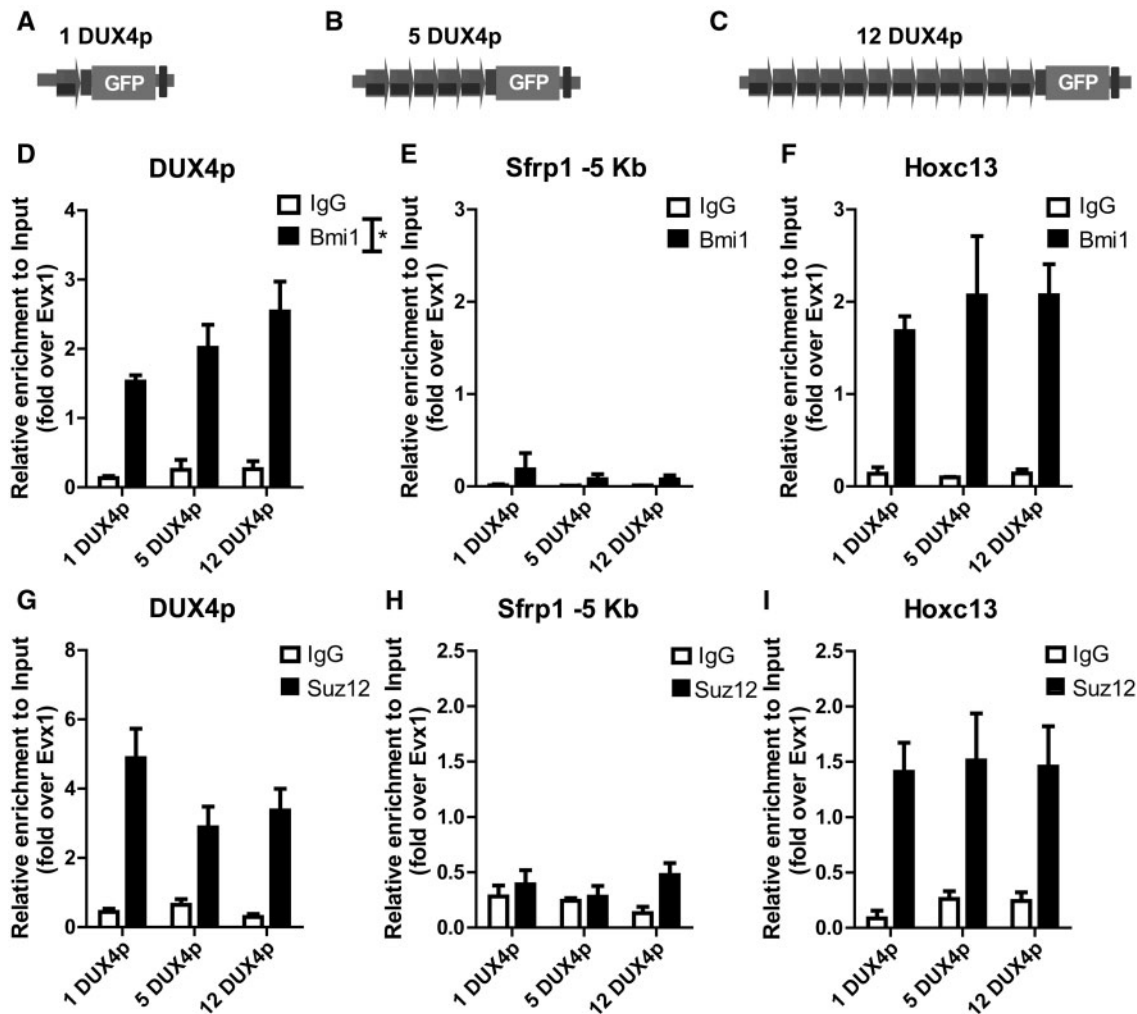 A
1 DUX4p
GFP
B
5 DUX4p
GFP
C
12 DUX4p
GFP
D
DUX4p
IgG
Bmi1
*
Relative enrichment to Input
(fold over Evx1)
4
3
2
1
0
1 DUX4p
5 DUX4p
12 DUX4p
E
Sfrp1 -5 Kb
IgG
Bmi1
Relative enrichment to Input
(fold over Evx1)
3
2
1
0
1 DUX4p
5 DUX4p
12 DUX4p
F
Hoxc13
IgG
Bmi1
Relative enrichment to Input
(fold over Evx1)
3
2
1
0
1 DUX4p
5 DUX4p
12 DUX4p
G
DUX4p
IgG
Suz12
Relative enrichment to Input
(fold over Evx1)
8
6
4
2
0
1 DUX4p
5 DUX4p
12 DUX4p
H
Sfrp1 -5 Kb
IgG
Suz12
Relative enrichment to Input
(fold over Evx1)
2.5
2.0
1.5
1.0
0.5
0.0
1 DUX4p
5 DUX4p
12 DUX4p
I
Hoxc13
IgG
Suz12
Relative enrichment to Input
(fold over Evx1)
2.5
2.0
1.5
1.0
0.5
0.0
1 DUX4p
5 DUX4p
12 DUX4p